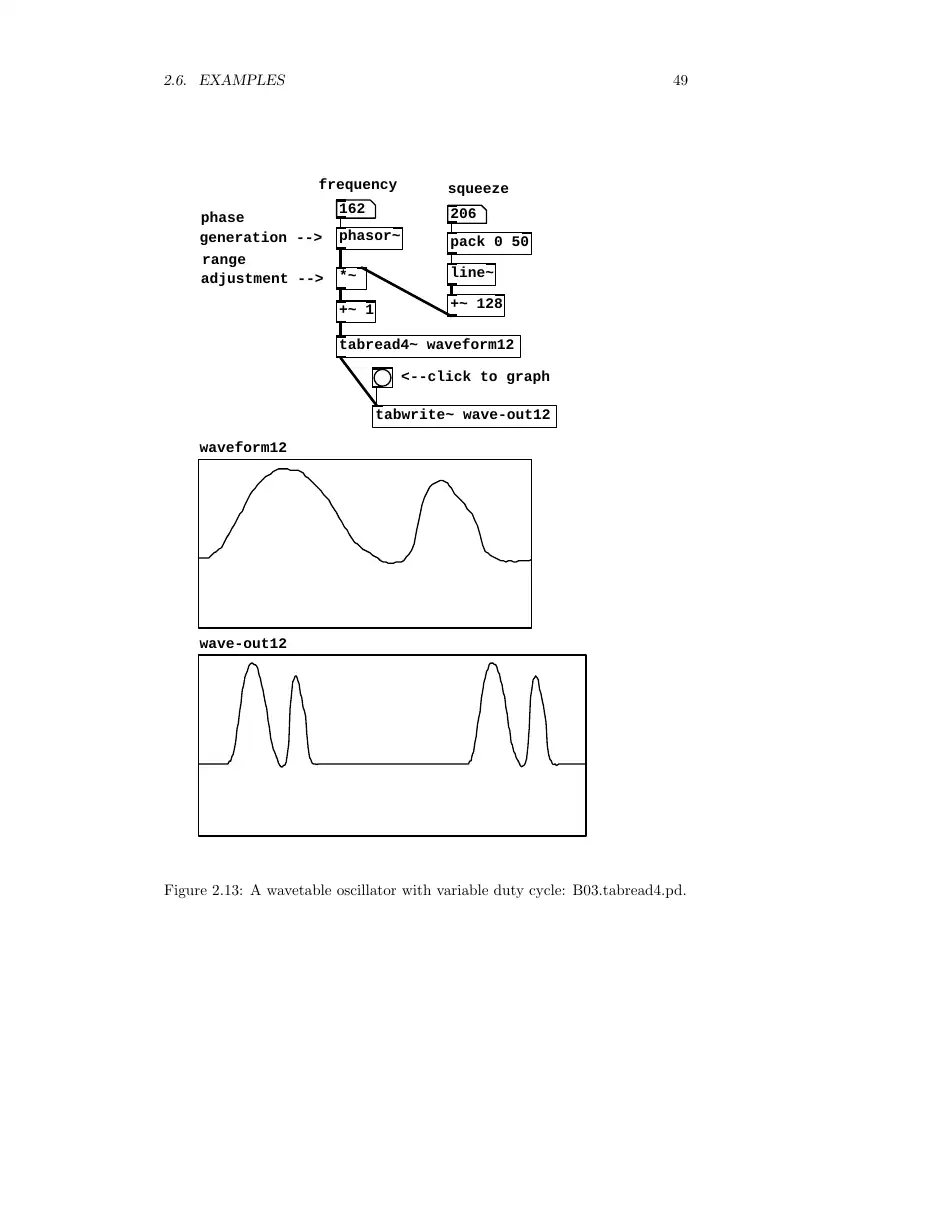 2.6. EXAMPLES 49
frequency squeeze
162 206
phase
generation --> phasor~ pack 0 50
range
adjustment --> *~ line~
+~ 1 +~ 128
tabread4~ waveform12
<--click to graph
tabwrite~ wave-out12
waveform12
wave-out12
Figure 2.13: A wavetable oscillator with variable duty cycle: B03.tabread4.pd.